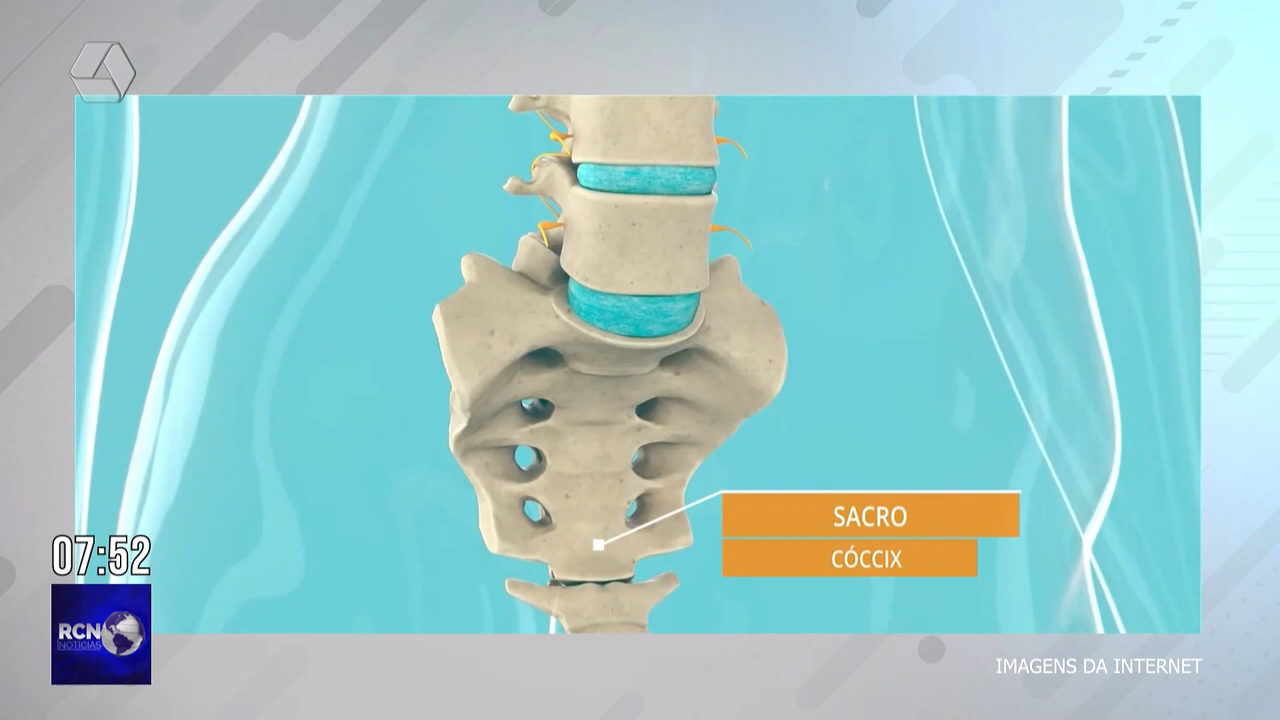 SACRO
CÓCCIX
07:52
RCN
NOTÍCIAS
IMAGENS DA INTERNET